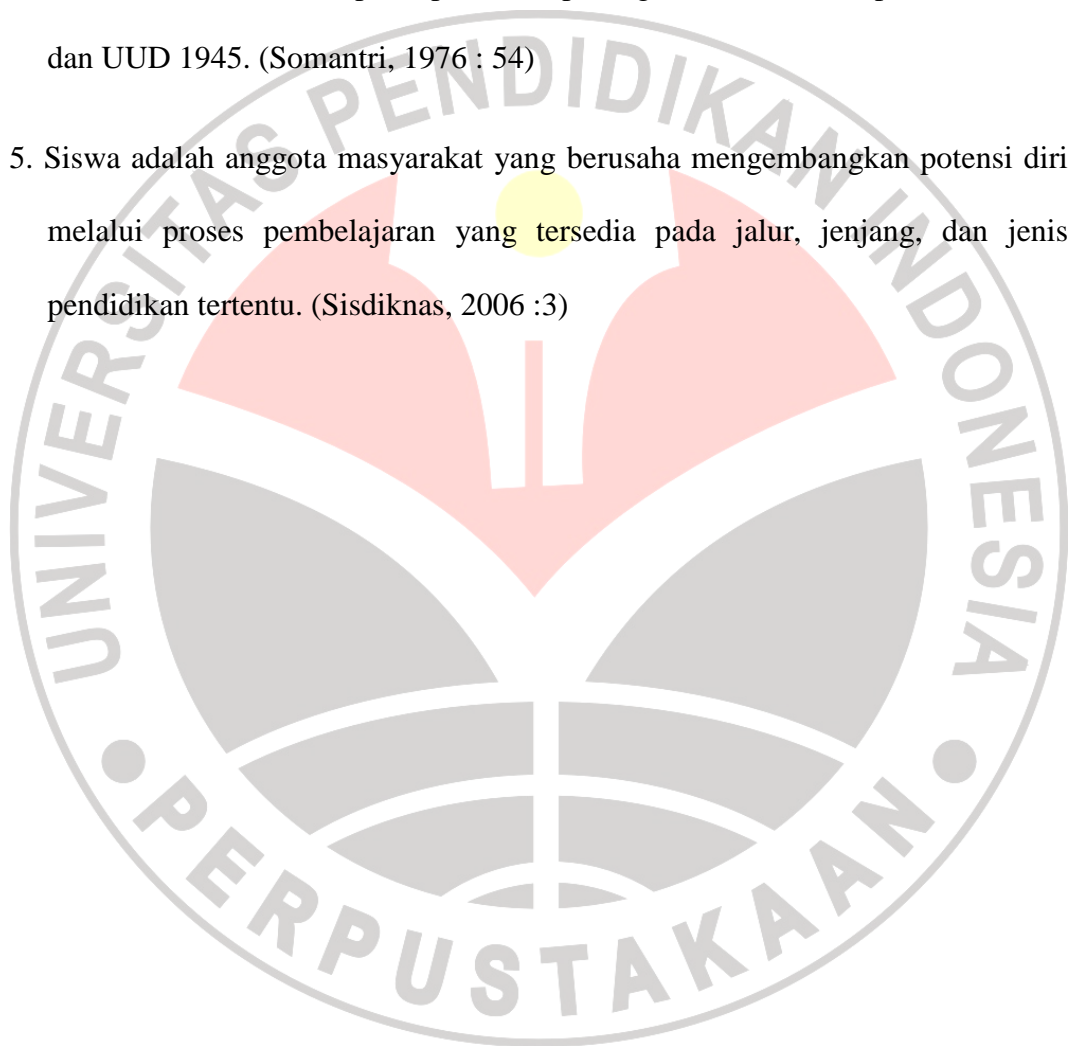 dan UUD 1945. (Somantri, 1976 : 54)
5. Siswa adalah anggota masyarakat yang berusaha mengembangkan potensi diri
melalui proses pembelajaran yang tersedia pada jalur, jenjang, dan jenis
pendidikan tertentu. (Sisdiknas, 2006 :3)
UNIVERSITAS PENDIDIKAN INDONESIA
PERPUSTAKAAN